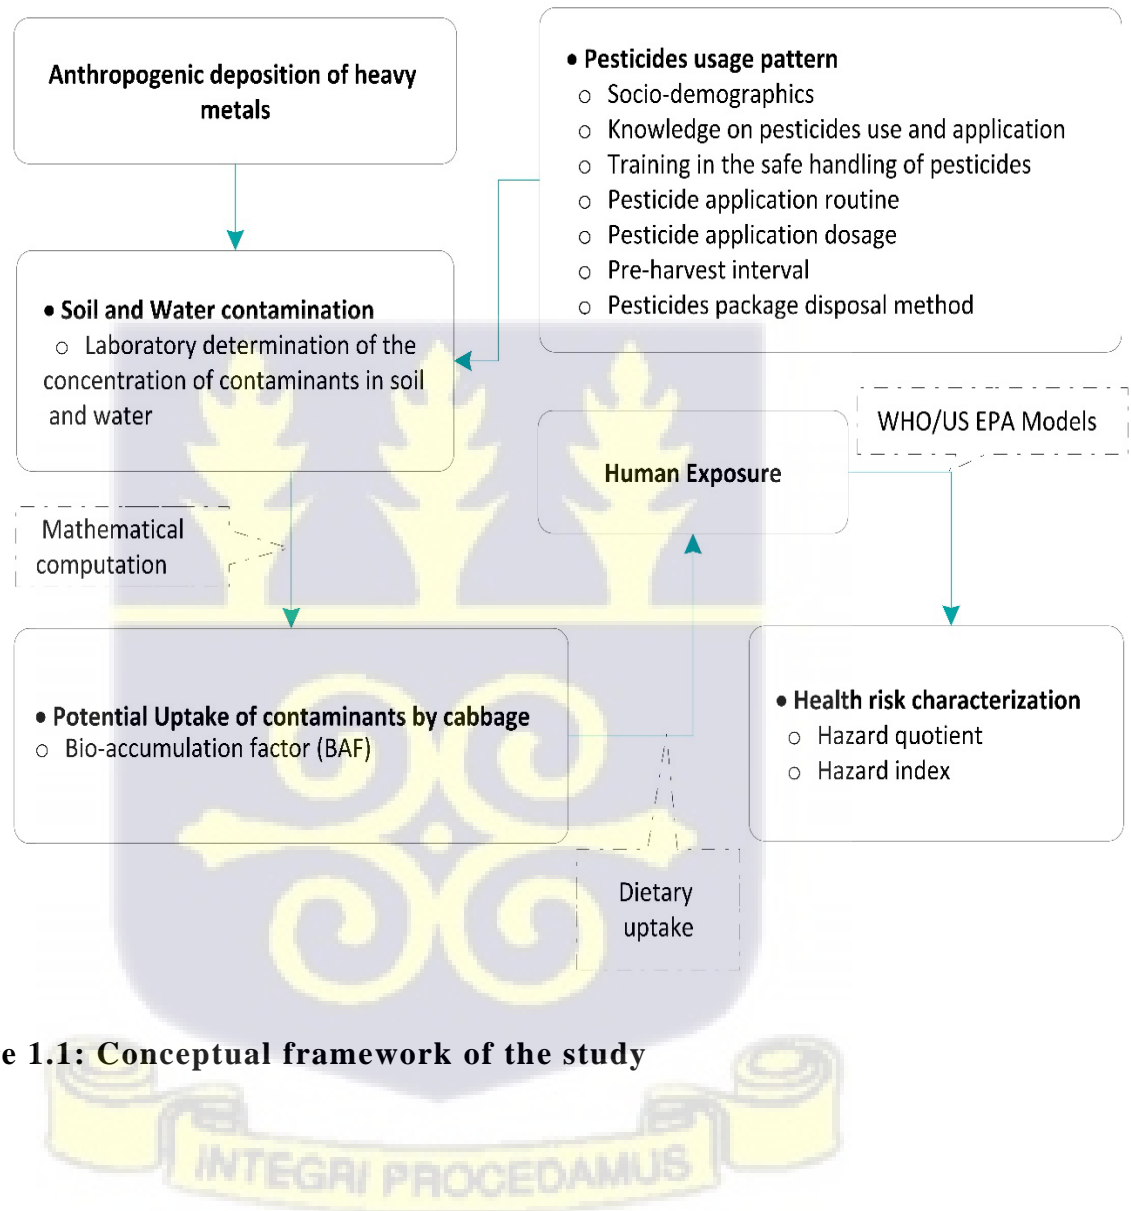 Anthropogenic deposition of heavy
metals
• Pesticides usage pattern
○ Socio-demographics
○ Knowledge on pesticides use and application
○ Training in the safe handling of pesticides
○ Pesticide application routine
○ Pesticide application dosage
○ Pre-harvest interval
○ Pesticides package disposal method
• Soil and Water contamination
○ Laboratory determination of the
concentration of contaminants in soil
and water
WHO/US EPA Models
Human Exposure
Mathematical
computation
• Potential Uptake of contaminants by cabbage
○ Bio-accumulation factor (BAF)
• Health risk characterization
○ Hazard quotient
○ Hazard index
Dietary
uptake
e 1.1: Conceptual framework of the study
INTEGRI PROCEDAMUS